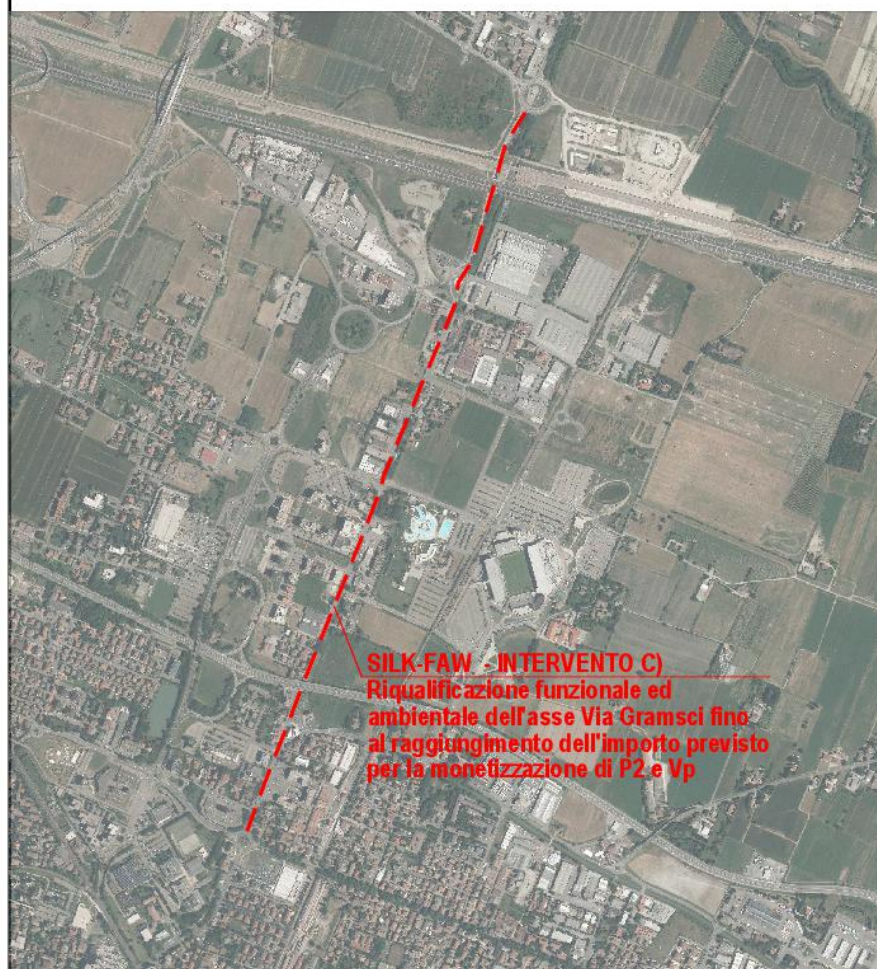 SILK-FAW - INTERVENTO C)
Riqualificazione funzionale ed
ambientale dell'asse Via Gramsci fino
al raggiungimento dell'importo previsto
per la monetizzazione di P2 e Vp